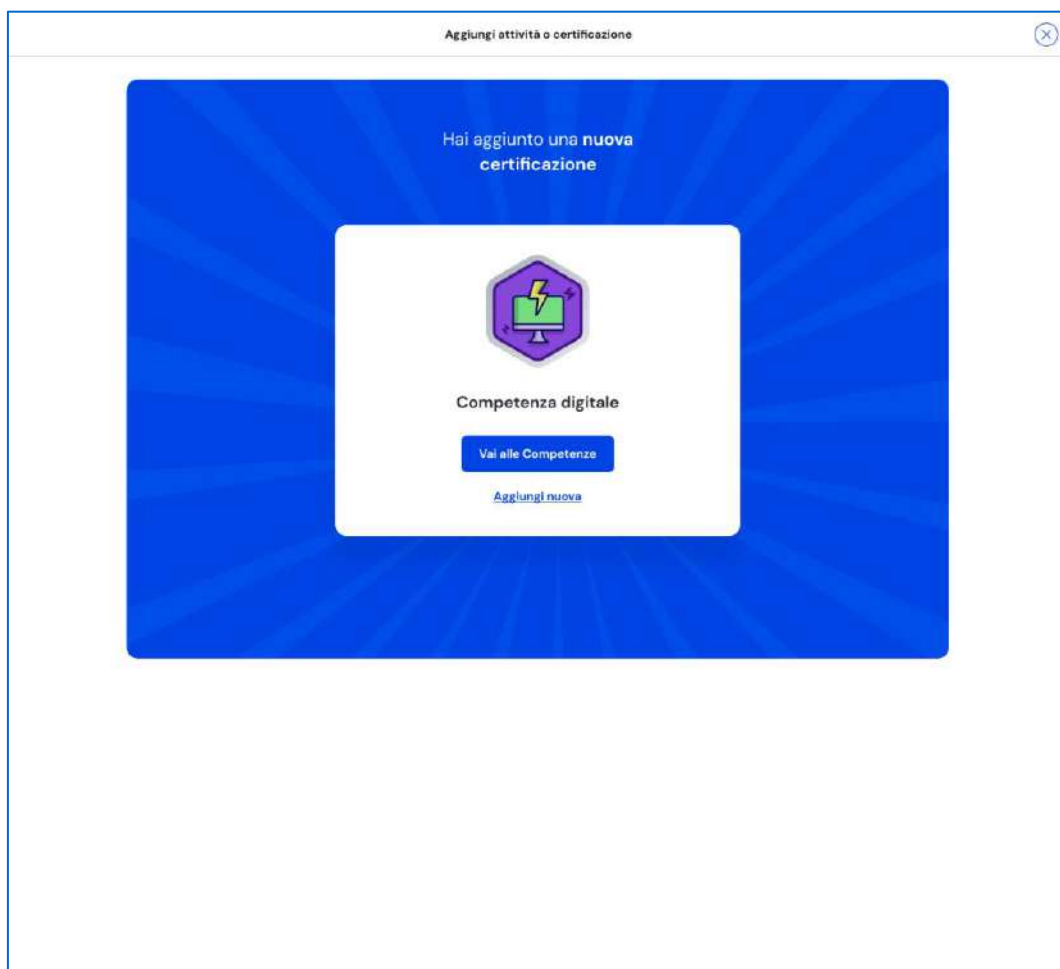 Aggiungi attività o certificazione
Hai aggiunto una nuova
certificazione
Competenza digitale
Vai alle Competenze
Aggiungi nuova